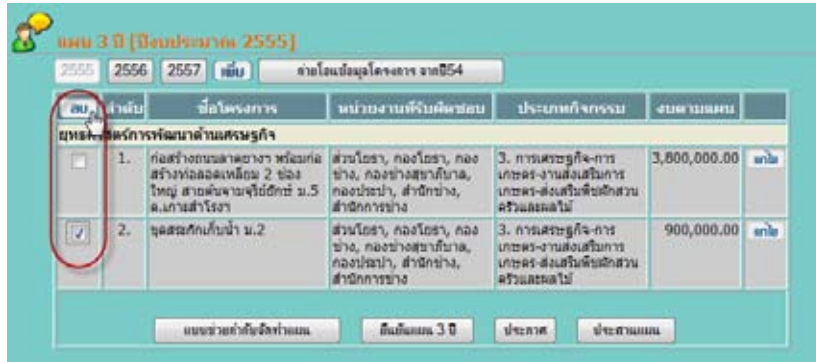 แผน 3 ปี [ปีงบประมาณ 2555]
2555 2556 2557 เพิ่ม ถ่ายโอนข้อมูลโครงการ จากปี54
ลบ ลำดับ ชื่อโครงการ หน่วยงานที่รับผิดชอบ ประเภทกิจกรรม งบตามแผน
ยุทธศาสตร์การพัฒนาด้านเศรษฐกิจ
1. ก่อสร้างถนนลาดยางฯ พร้อมก่อ ส่วนโยธา, กองโยธา, กอง 3. การเศรษฐกิจ-การ 3,800,000.00 แก้ไข
สร้างท่อลอดเหลี่ยม 2 ช่อง ช่าง, กองช่างสุขาภิบาล, เกษตร-งานส่งเสริมการ
ใหญ่ ม.5 กองประปา, สำนักช่าง, เกษตร-ส่งเสริมพืชผักสวน
ต.เกาะสำโรงฯ สำนักการช่าง ครัวและผลไม้
2. ขุดสระกักเก็บน้ำ ม.2 ส่วนโยธา, กองโยธา, กอง 3. การเศรษฐกิจ-การ 900,000.00 แก้ไข
ช่าง, กองช่างสุขาภิบาล, เกษตร-งานส่งเสริมการ
กองประปา, สำนักช่าง, เกษตร-ส่งเสริมพืชผักสวน
สำนักการช่าง ครัวและผลไม้
แบบช่วยกำกับจัดทำแผน ยืนยันแผน 3 ปี ประกาศ ประสานแผน